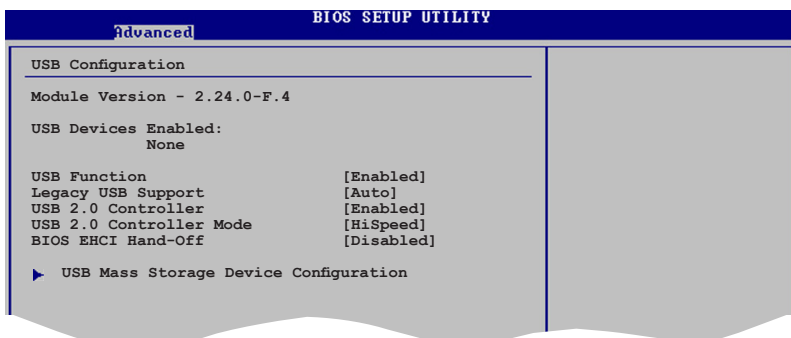 BIOS SETUP UTILITY
Advanced
USB Configuration
Module Version - 2.24.0-F.4
USB Devices Enabled:
None
USB Function [Enabled]
Legacy USB Support [Auto]
USB 2.0 Controller [Enabled]
USB 2.0 Controller Mode [HiSpeed]
BIOS EHCI Hand-Off [Disabled]
USB Mass Storage Device Configuration